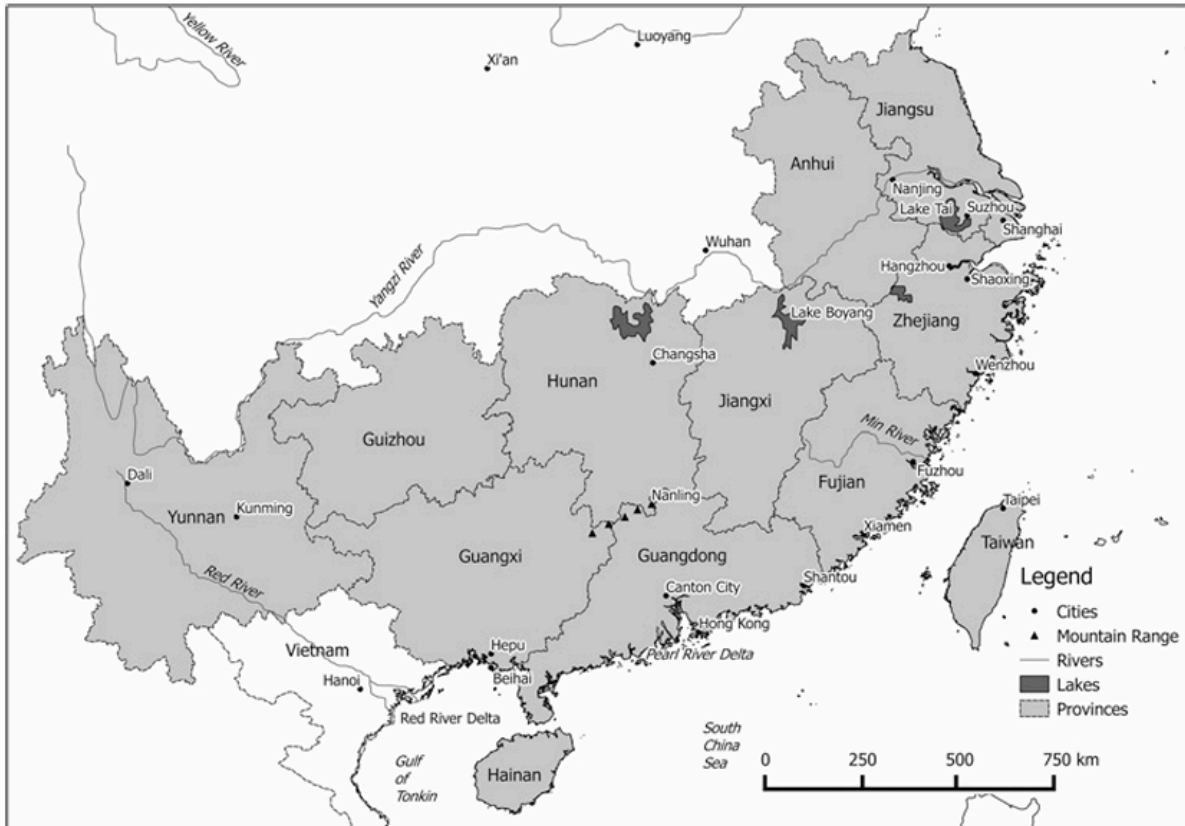 Yellow River
Luoyang
Xi'an
Jiangsu
Anhui
Nanjing
Lake Tai
Suzhou
Shanghai
Wuhan
Hangzhou
Shaoxing
Yangzi River
Lake Boyang
Zhejiang
Changsha
Wenzhou
Hunan
Jiangxi
Guizhou
Min River
Fuzhou
Dali
Fujian
Nanling
Kunming
Yunnan
Taipei
Xiamen
Taiwan
Guangxi
Guangdong
Red River
Canton City
Shantou
Legend
Cities
Mountain Range
Rivers
Lakes
Provinces
Hong Kong
Hepu
Vietnam
Pearl River Delta
Beihai
Hanoi
Red River Delta
South
China
Sea
Gulf
of
Tonkin
Hainan
0 250 500 750 km